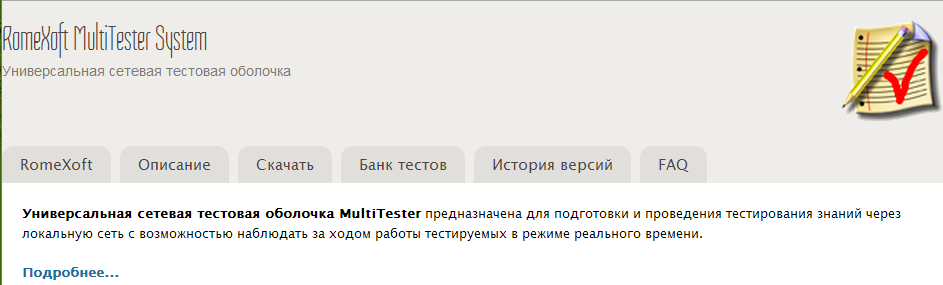 RomeXoft MultiTester System
Универсальная сетевая тестовая оболочка
RomeXoft Описание Скачать Банк тестов История версий FAQ
Универсальная сетевая тестовая оболочка MultiTester предназначена для подготовки и проведения тестирования знаний через
локальную сеть с возможностью наблюдать за ходом работы тестируемых в режиме реального времени.
Подробнее...